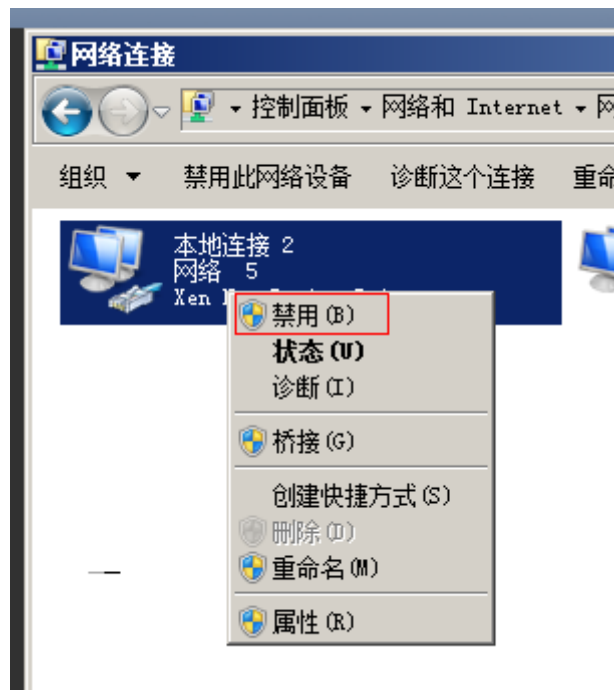 网络连接
控制面板 网络和 Internet
组织 禁用此网络设备 诊断这个连接 重命
本地连接 2
网络 5
Xen
禁用(B)
状态(U)
诊断(I)
桥接(G)
创建快捷方式(S)
删除(D)
重命名(M)
属性(R)